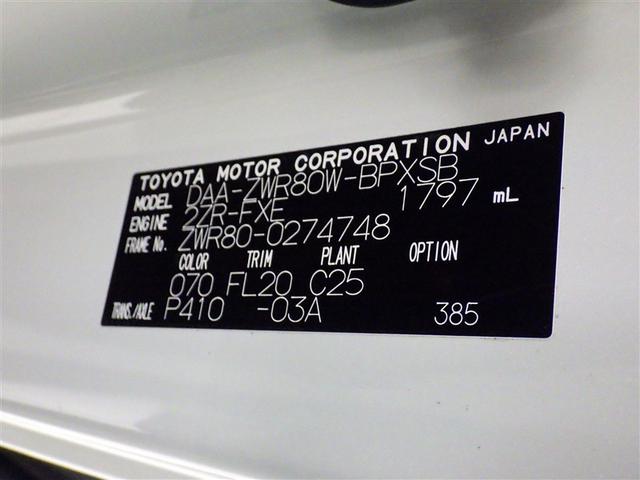 TOYOTA MOTOR CORPORATION JAPAN
MODEL DAA-ZWR80W-BPXSB
ENGINE 2ZR-FXE 1797 mL
FRAME No. ZWR80-0274748
COLOR TRIM PLANT OPTION
070 FL20 C25
TRANS./AXLE P410 -03A 385